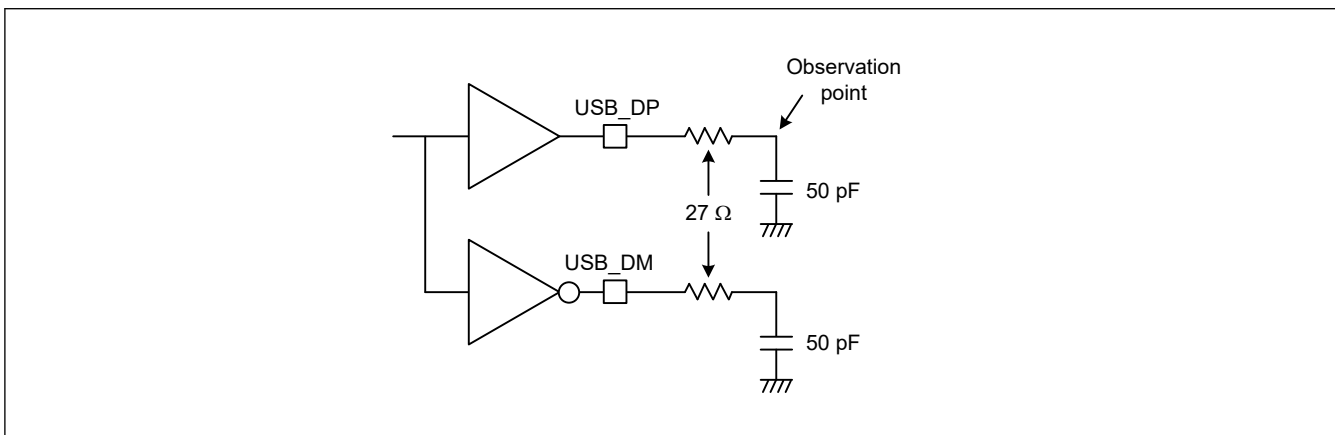 Observation
point
USB_DP
50 pF
27 Ω
USB_DM
50 pF